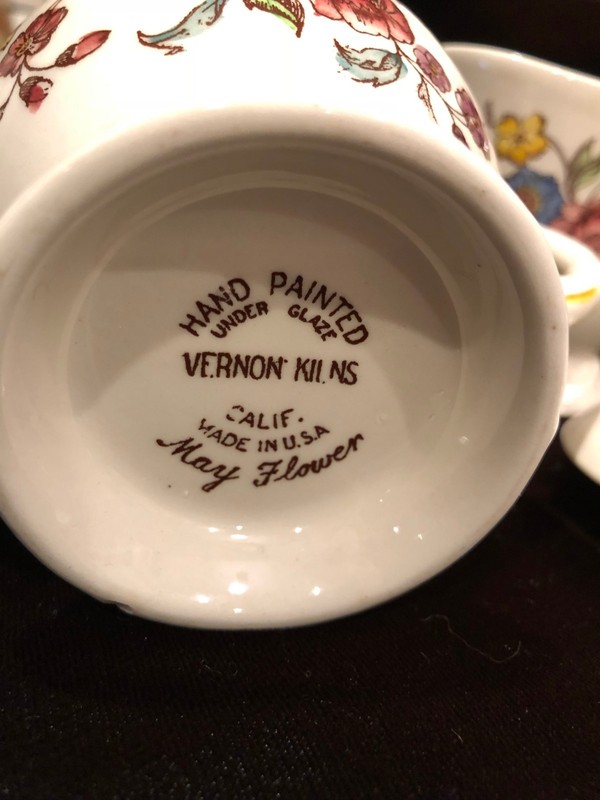 HAND PAINTED
UNDER GLAZE
VERNON KILNS
CALIF.
MADE IN U.S.A
May Flower